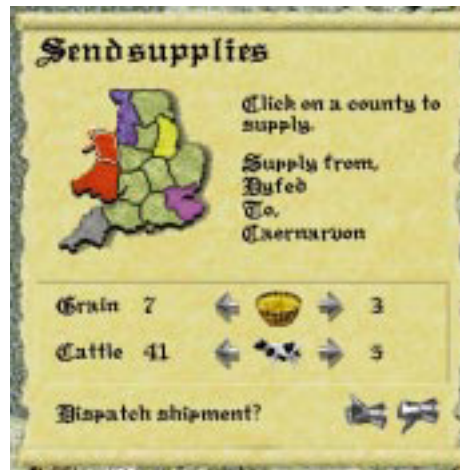 Send supplies
Click on a county to
supply.
Supply from,
Dyfed
To,
Caernarvon
Grain 7 3
Cattle 41 5
Dispatch shipment?